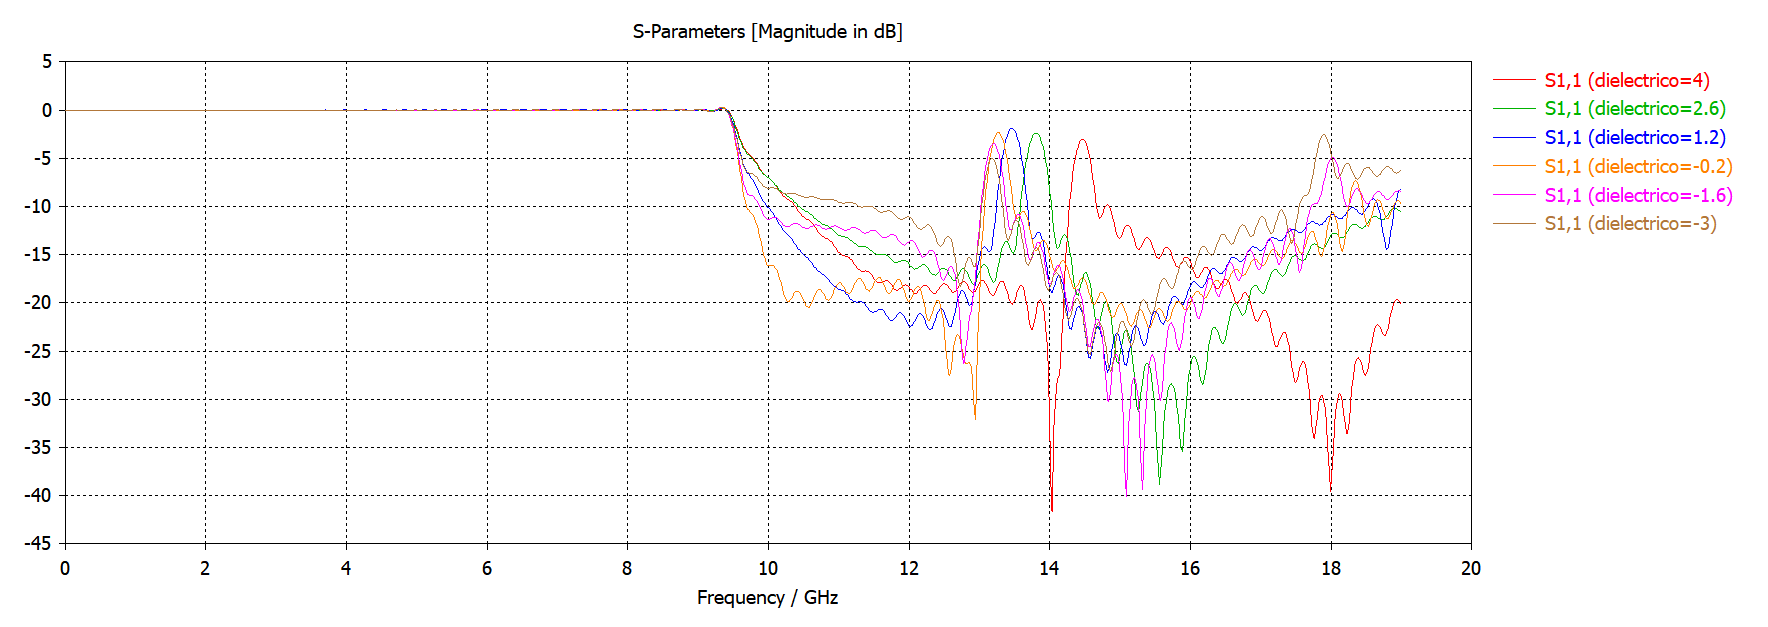 S-Parameters [Magnitude in dB]
5
0
-5
-10
-15
-20
-25
-30
-35
-40
-45
0 2 4 6 8 10 12 14 16 18 20
Frequency / GHz
S1,1 (dielectrico=4)
S1,1 (dielectrico=2.6)
S1,1 (dielectrico=1.2)
S1,1 (dielectrico=-0.2)
S1,1 (dielectrico=-1.6)
S1,1 (dielectrico=-3)